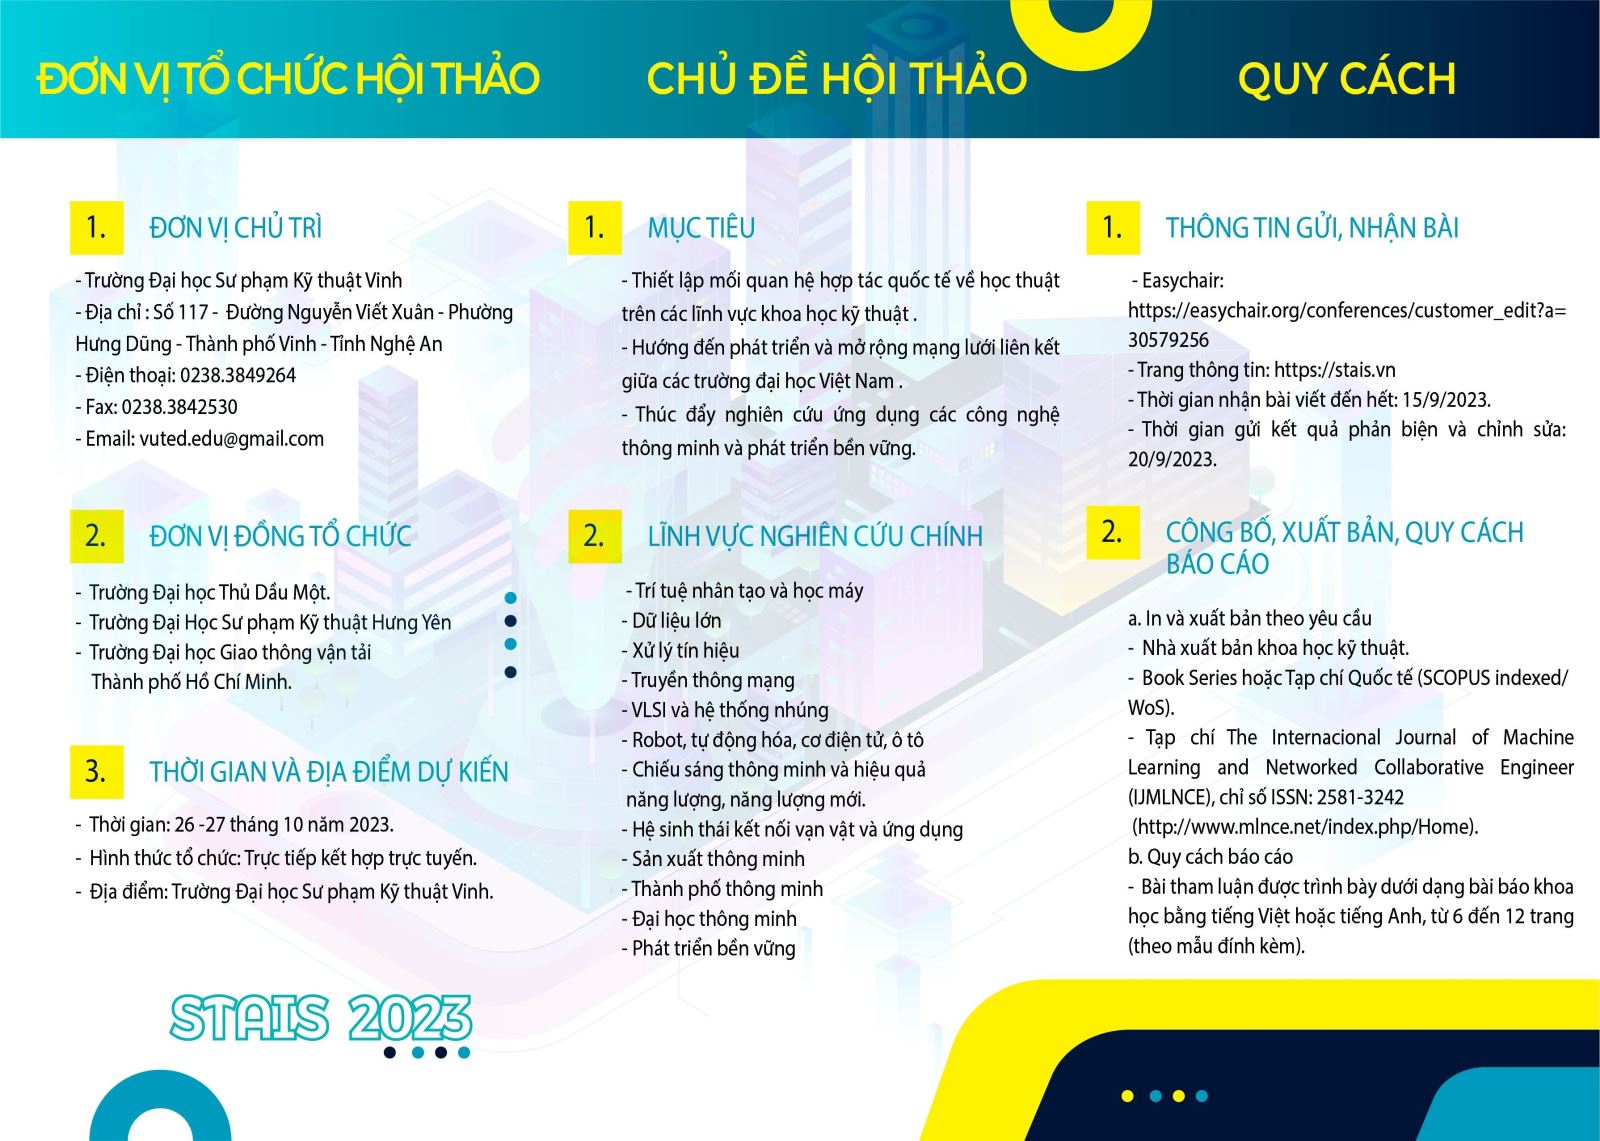 ĐƠN VỊ TỔ CHỨC HỘI THẢO
1.
ĐƠN VỊ CHỦ TRÌ
- Trường Đại học Sư phạm Kỹ thuật Vinh
- Địa chỉ : Số 117 - Đường Nguyễn Viết Xuân - Phường
Hưng Dũng - Thành phố Vinh - Tỉnh Nghệ An
- Điện thoại: 0238.3849264
- Fax: 0238.3842530
- Email: vuted.edu@gmail.com
2.
ĐƠN VỊ ĐỒNG TỔ CHỨC
- Trường Đại học Thủ Dầu Một.
- Trường Đại Học Sư phạm Kỹ thuật Hưng Yên
- Trường Đại học Giao thông vận tải
Thành phố Hồ Chí Minh.
3.
THỜI GIAN VÀ ĐỊA ĐIỂM DỰ KIẾN
- Thời gian: 26 -27 tháng 10 năm 2023.
- Hình thức tổ chức: Trực tiếp kết hợp trực tuyến.
- Địa điểm: Trường Đại học Sư phạm Kỹ thuật Vinh.
STAIS 2023
CHỦ ĐỀ HỘI THẢO
1.
MỤC TIÊU
- Thiết lập mối quan hệ hợp tác quốc tế về học thuật
trên các lĩnh vực khoa học kỹ thuật .
- Hướng đến phát triển và mở rộng mạng lưới liên kết
giữa các trường đại học Việt Nam .
- Thúc đẩy nghiên cứu ứng dụng các công nghệ
thông minh và phát triển bền vững.
2.
LĨNH VỰC NGHIÊN CỨU CHÍNH
- Trí tuệ nhân tạo và học máy
- Dữ liệu lớn
- Xử lý tín hiệu
- Truyền thông mạng
- VLSI và hệ thống nhúng
- Robot, tự động hóa, cơ điện tử, ô tô
- Chiếu sáng thông minh và hiệu quả
năng lượng, năng lượng mới.
- Hệ sinh thái kết nối vạn vật và ứng dụng
- Sản xuất thông minh
- Thành phố thông minh
- Đại học thông minh
- Phát triển bền vững
QUY CÁCH
1.
THÔNG TIN GỬI, NHẬN BÀI
- Easychair:
https://easychair.org/conferences/customer_edit?a=
30579256
- Trang thông tin: https://stais.vn
- Thời gian nhận bài viết đến hết: 15/9/2023.
- Thời gian gửi kết quả phản biện và chỉnh sửa:
20/9/2023.
2.
CÔNG BỐ, XUẤT BẢN, QUY CÁCH
BÁO CÁO
a. In và xuất bản theo yêu cầu
- Nhà xuất bản khoa học kỹ thuật.
- Book Series hoặc Tạp chí Quốc tế (SCOPUS indexed/
WoS).
- Tạp chí The Internacional Journal of Machine
Learning and Networked Collaborative Engineer
(IJMLNCE), chỉ số ISSN: 2581-3242
(http://www.mlnce.net/index.php/Home).
b. Quy cách báo cáo
- Bài tham luận được trình bày dưới dạng bài báo khoa
học bằng tiếng Việt hoặc tiếng Anh, từ 6 đến 12 trang
(theo mẫu đính kèm).